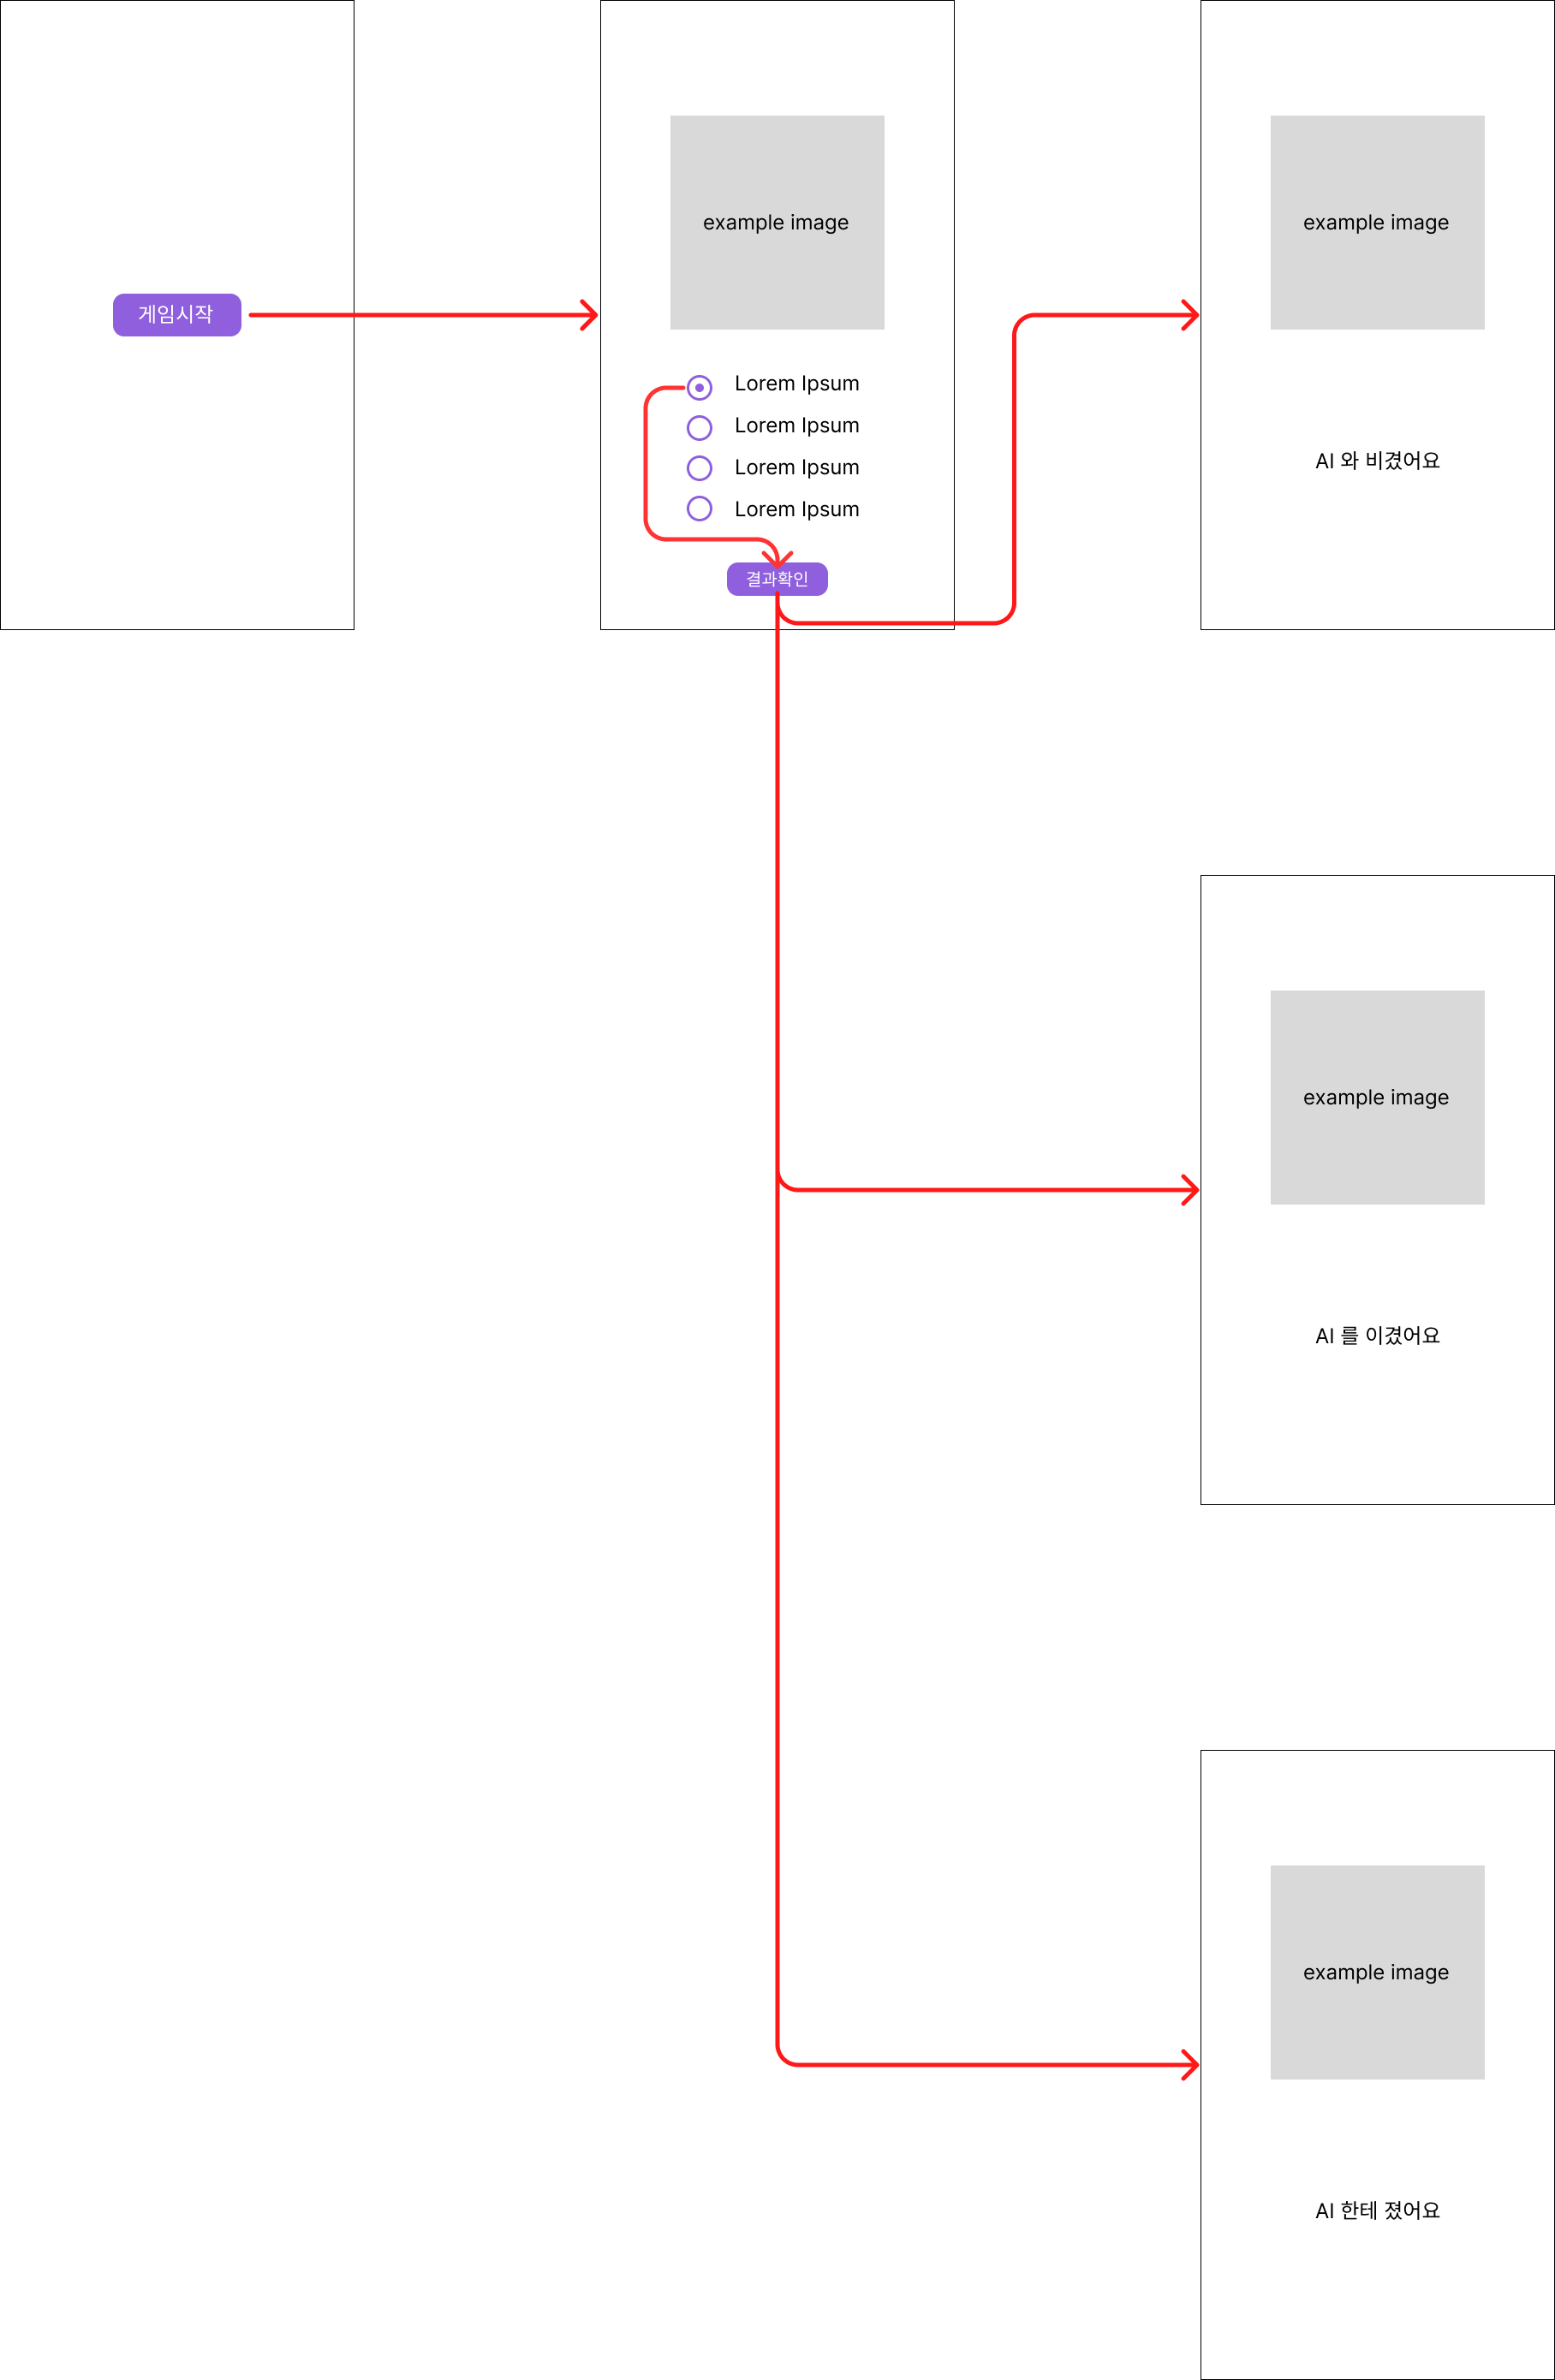 게임시작
example image
Lorem Ipsum
Lorem Ipsum
Lorem Ipsum
Lorem Ipsum
결과확인
example image
AI 와 비겼어요
example image
AI 를 이겼어요
example image
AI 한테 졌어요